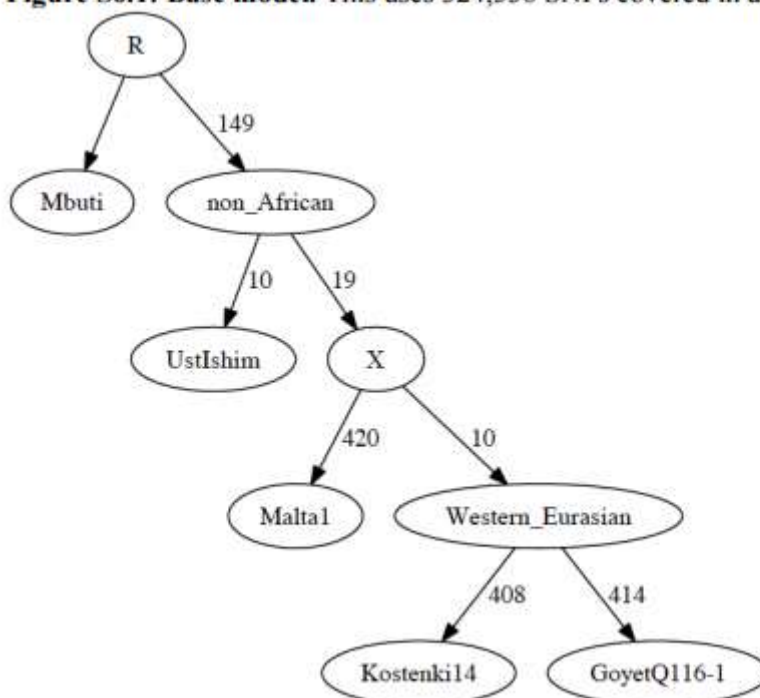 R
149
Mbuti
non_African
10
19
UstIshim
X
420
10
Malta1
Western_Eurasian
408
414
Kostenki14
GoyetQ116-1